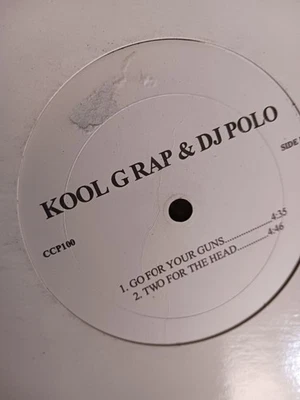 KOOL G RAP & DJ POLO
SIDE
CCP100
1. GO FOR YOUR GUNS....................4:35
2. TWO FOR THE HEAD..............4:46